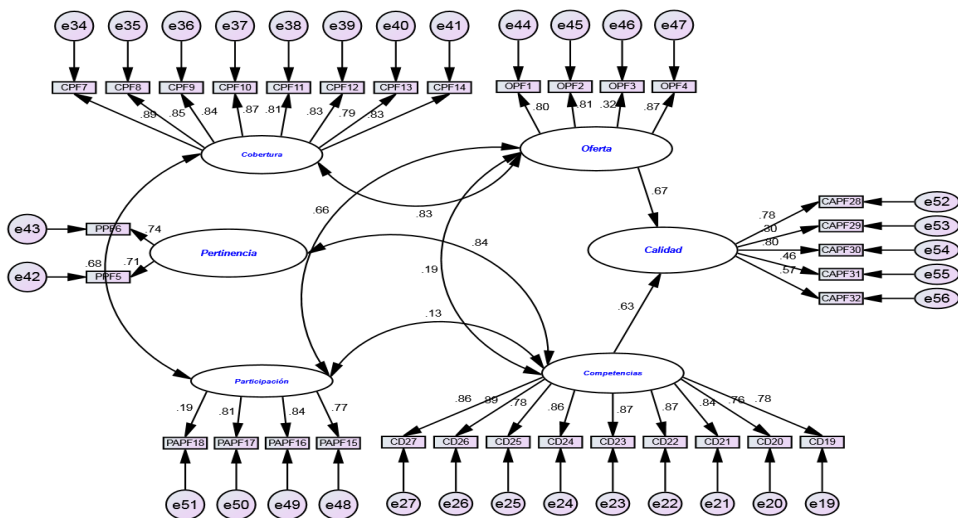 e34 e35 e36 e37 e38 e39 e40 e41 e44 e45 e46 e47
CPF7 CPF8 CPF9 CPF10 CPF11 CPF12 CPF13 CPF14 OPF1 OPF2 OPF3 OPF4
.89 .85 .84 .87 .81 .83 .79 .83 .80 .81 .32 .87
Cobertura Oferta
.67
e43 PPF6 .74
.66 .83
Pertinencia
.84
Calidad
.78 CAPF28 e52
.30 CAPF29 e53
.80 CAPF30 e54
.46 CAPF31 e55
.57 CAPF32 e56
e42 PPF5 .71
.68
.19
.13
.63
Participación Competencias
.19 .81 .84 .77 .86 .89 .78 .86 .87 .87 .84 .76 .78
PAPF18 PAPF17 PAPF16 PAPF15 CD27 CD26 CD25 CD24 CD23 CD22 CD21 CD20 CD19
e51 e50 e49 e48 e27 e26 e25 e24 e23 e22 e21 e20 e19